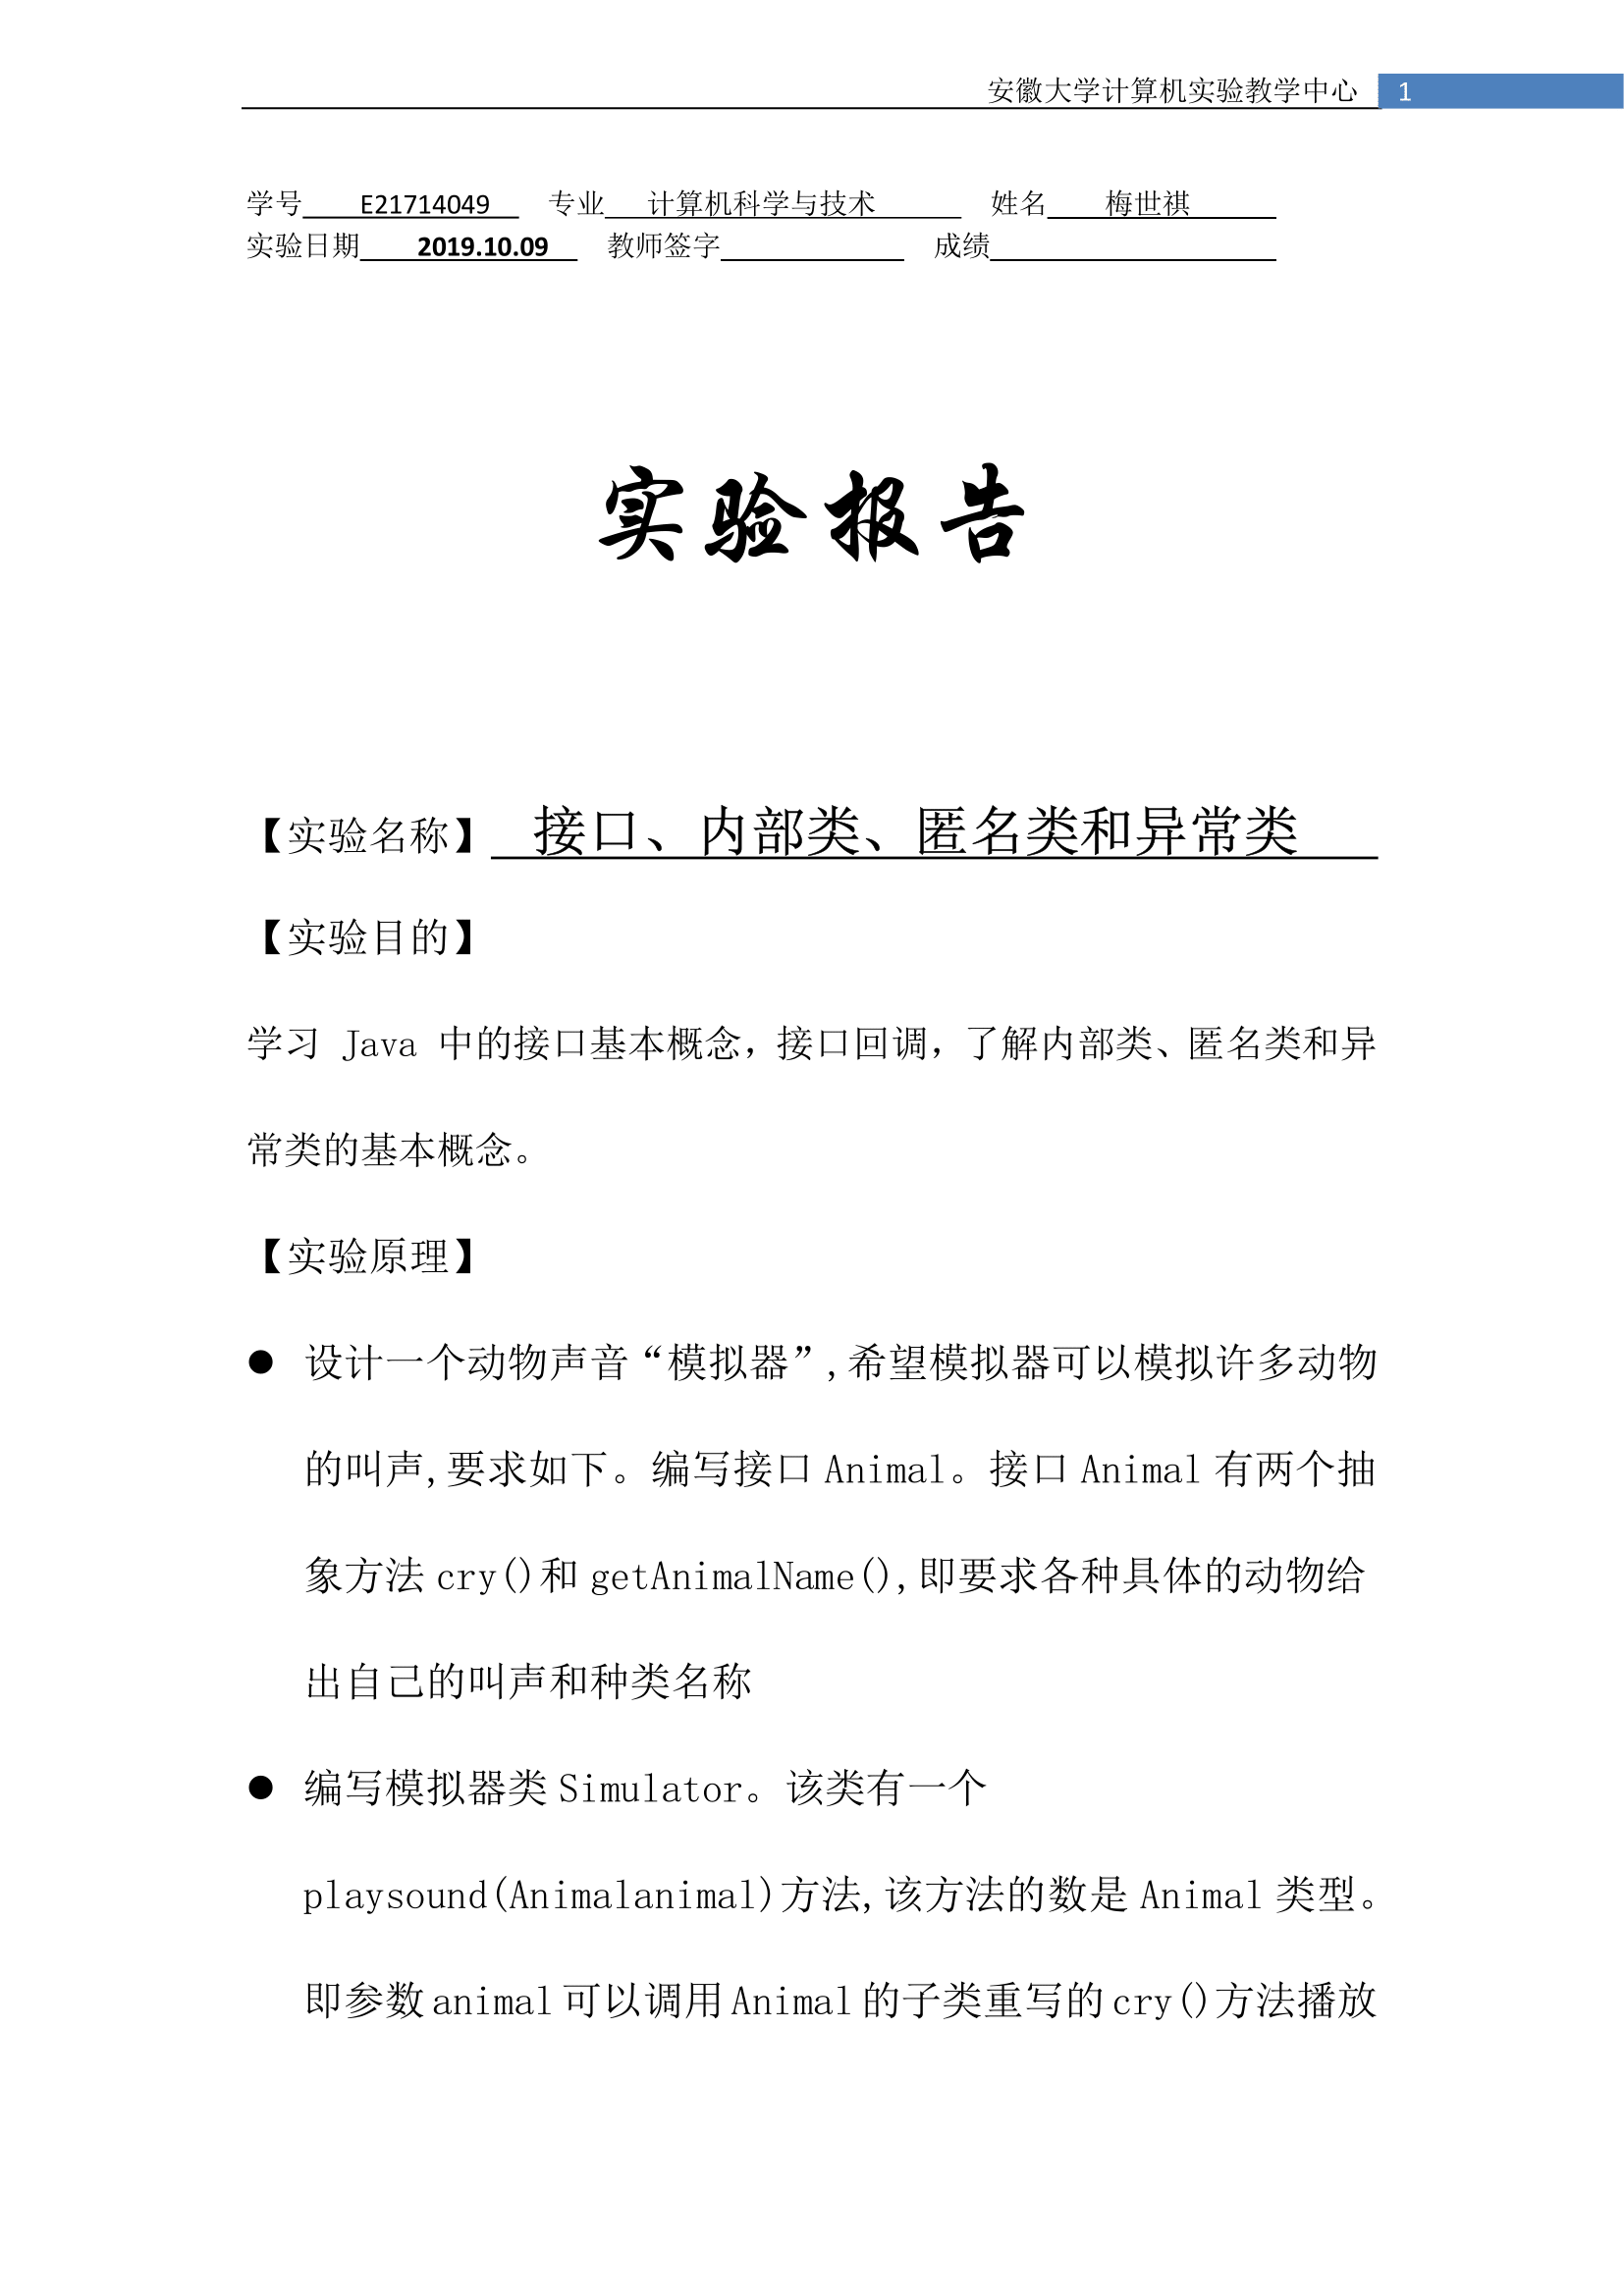 安徽大学计算机实验教学中心 1
学号 E21714049 专业 计算机科学与技术 姓名 梅世祺
实验日期 2019.10.09 教师签字 成绩
实验报告
【实验名称】 接口、内部类、匿名类和异常类
【实验目的】
学习 Java 中的接口基本概念，接口回调，了解内部类、匿名类和异
常类的基本概念。
【实验原理】
● 设计一个动物声音“模拟器”,希望模拟器可以模拟许多动物
的叫声,要求如下。编写接口 Animal。接口 Animal 有两个抽
象方法 cry()和 getAnimalName(),即要求各种具体的动物给
出自己的叫声和种类名称
● 编写模拟器类 Simulator。该类有一个
playsound(Animalanimal)方法,该方法的数是 Animal 类型。
即参数 animal 可以调用 Animal 的子类重写的 cry()方法播放